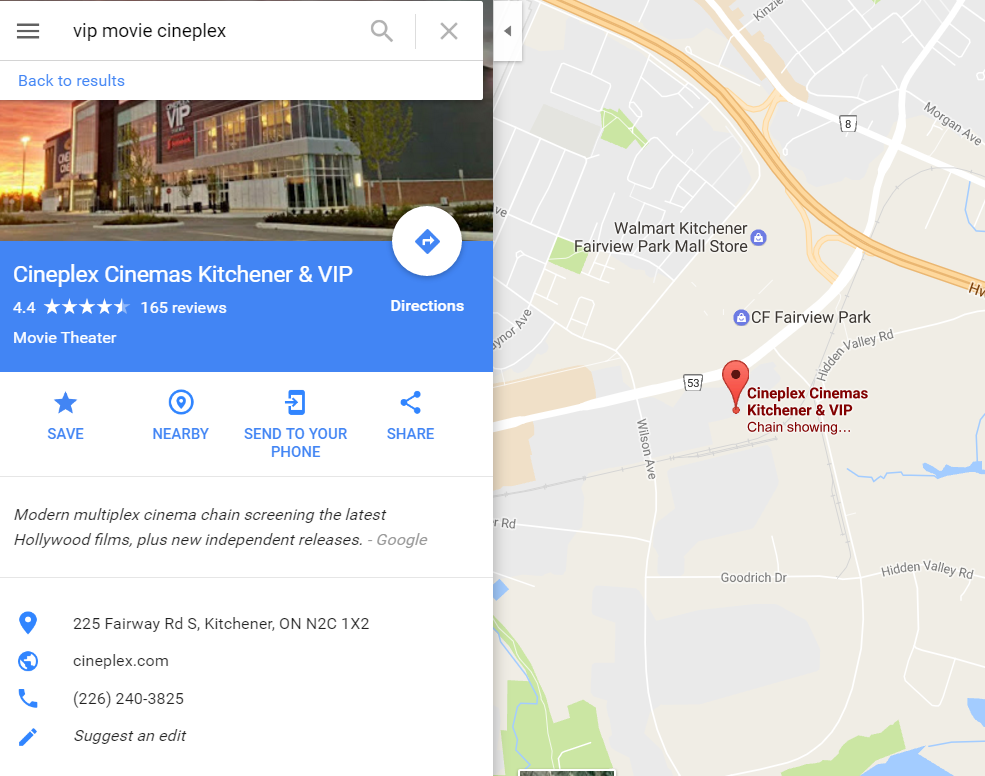 vip movie cineplex
Back to results
VIP
Cineplex Cinemas Kitchener & VIP
4.4
165 reviews
Directions
Movie Theater
SAVE
NEARBY
SEND TO YOUR
PHONE
SHARE
Modern multiplex cinema chain screening the latest
Hollywood films, plus new independent releases. - Google
225 Fairway Rd S, Kitchener, ON N2C 1X2
cineplex.com
(226) 240-3825
Suggest an edit
Kinzie
8
Morgan Ave
ve
Walmart Kitchener
Fairview Park Mall Store
Hw
CF Fairview Park
aynor Ave
Hidden Valley Rd
53
Cineplex Cinemas
Kitchener & VIP
Chain showing...
Wilson Ave
er Rd
Goodrich Dr
Hidden Valley Rd